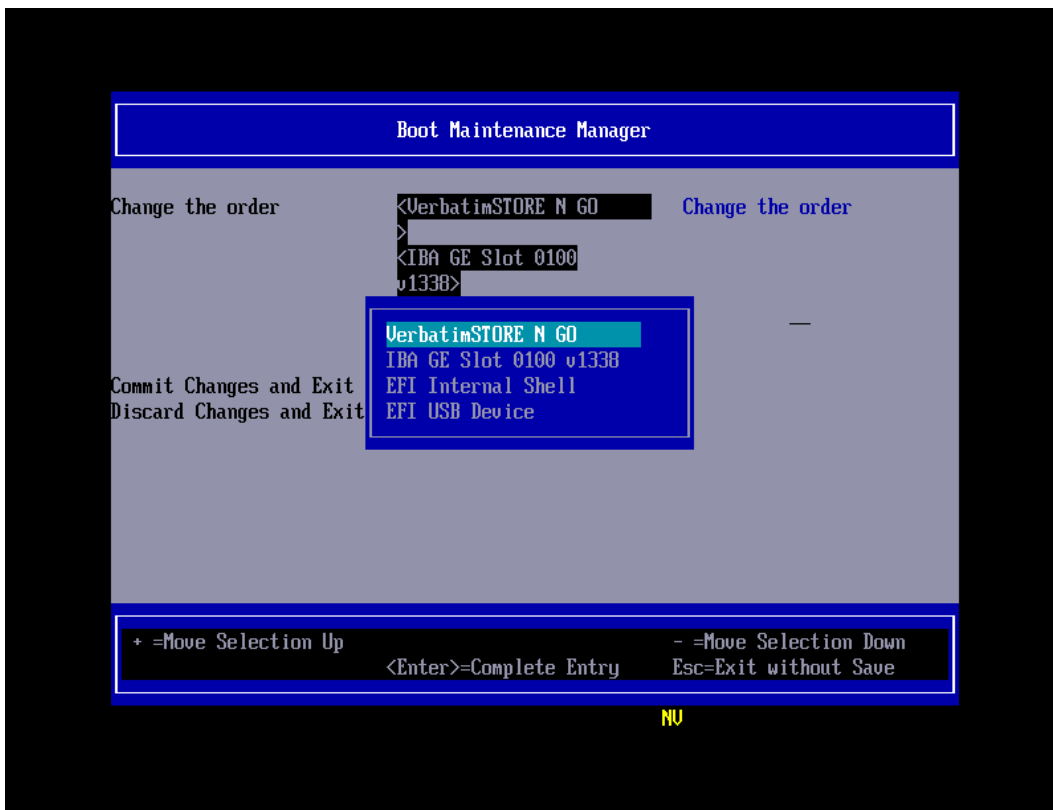 Boot Maintenance Manager
Change the order <VerbatimSTORE N GO Change the order
>
<IBA GE Slot 0100
v1338>
VerbatimSTORE N GO
IBA GE Slot 0100 v1338
Commit Changes and Exit EFI Internal Shell
Discard Changes and Exit EFI USB Device
+ =Move Selection Up - =Move Selection Down
<Enter>=Complete Entry Esc=Exit without Save
NV